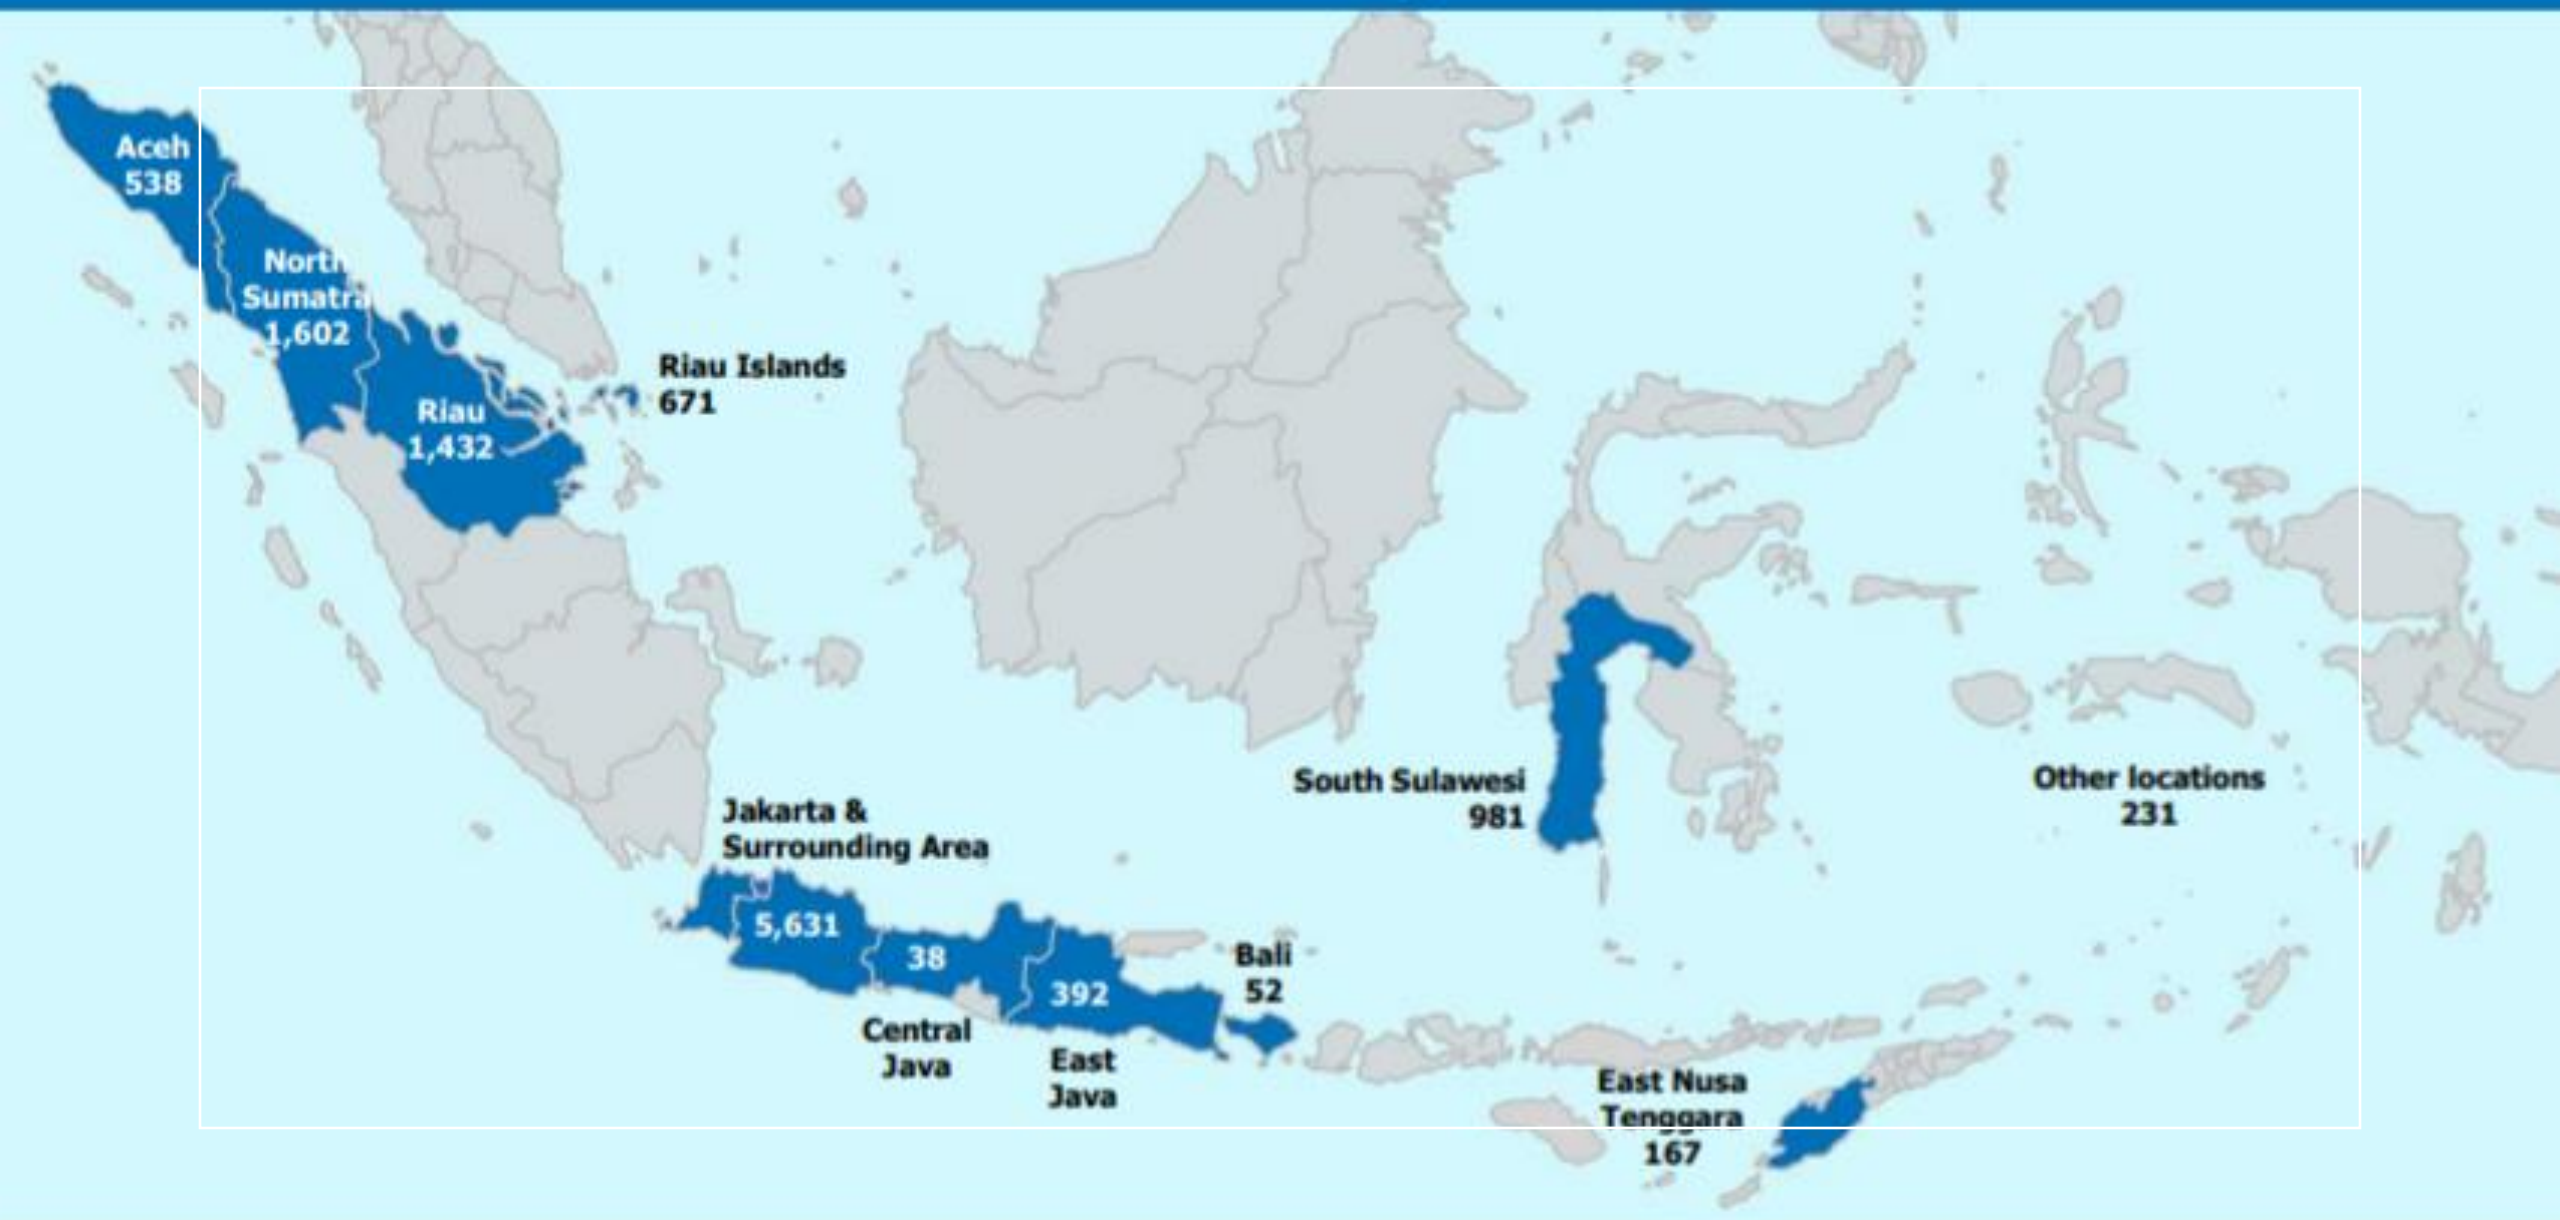 Aceh
538
North
Sumatra
1,602
Riau
1,432
Riau Islands
671
Jakarta &
Surrounding Area
5,631
38
Central
Java
392
East
Java
Bali
52
South Sulawesi
981
East Nusa
Tenggara
167
Other locations
231